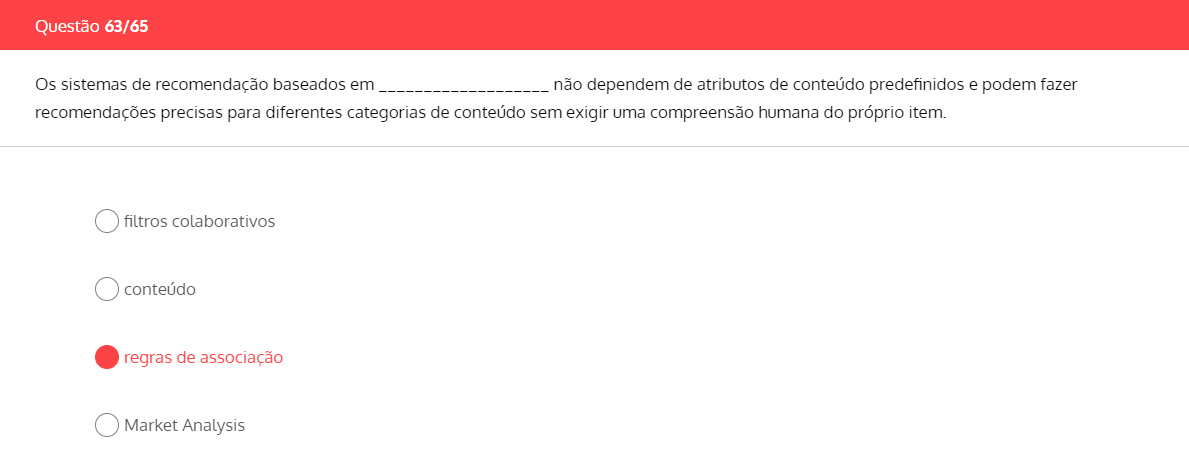 Questão 63/65
Os sistemas de recomendação baseados em ___________________ não dependem de atributos de conteúdo predefinidos e podem fazer
recomendações precisas para diferentes categorias de conteúdo sem exigir uma compreensão humana do próprio item.
filtros colaborativos
conteúdo
regras de associação
Market Analysis